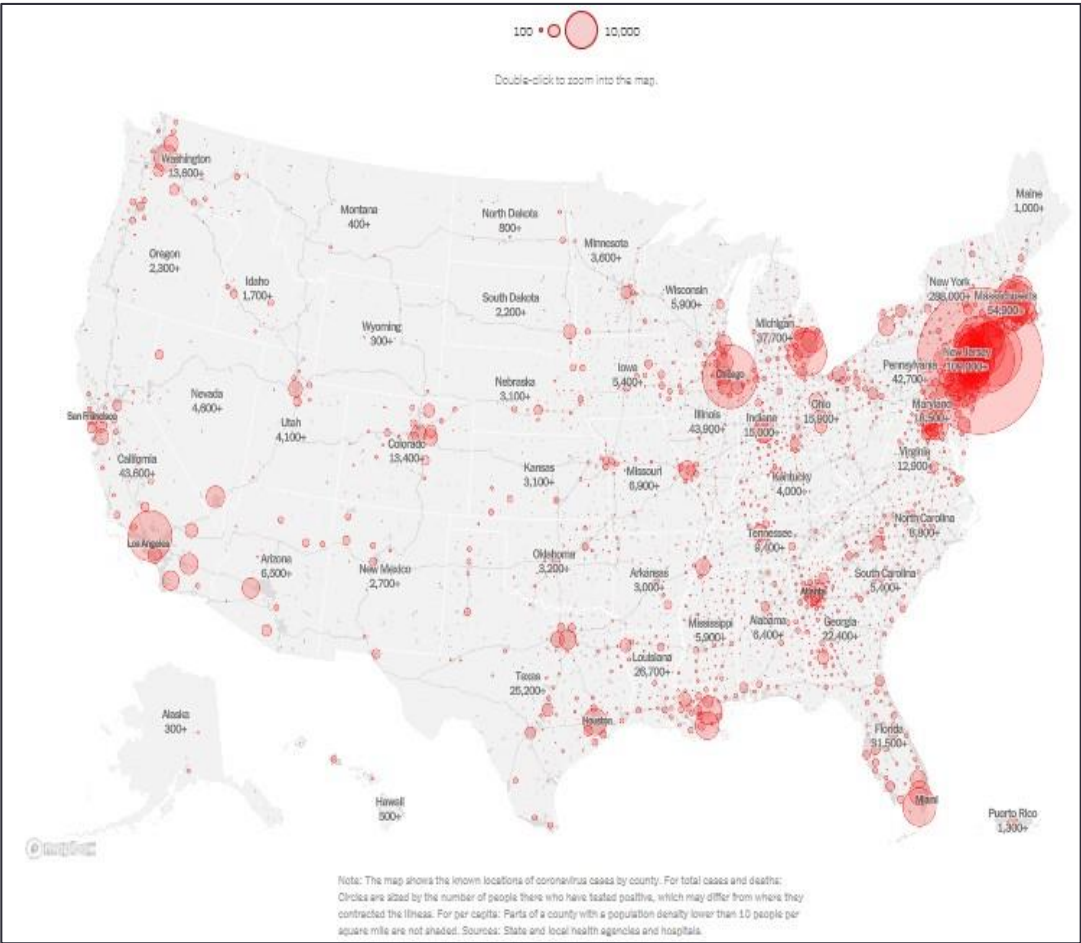 100 10,000
Double-click to zoom into the map.
Washington
13,800+
Montana
400+
North Dakota
800+
Minnesota
3,600+
Maine
1,000+
Oregon
2,300+
Idaho
1,700+
South Dakota
2,200+
Wisconsin
5,900+
New York
288,000+
Massachusetts
54,900+
Michigan
37,700+
Wyoming
300+
New Jersey
Pennsylvania
42,700+
Iowa
5,400+
Chicago
Nebraska
3,100+
Nevada
4,600+
Utah
4,100+
San Francisco
Colorado
13,400+
Illinois
43,900+
Indiana
15,000+
Ohio
15,900+
Maryland
18,500+
California
43,600+
Kansas
3,100+
Missouri
6,900+
Kentucky
4,000+
Virginia
12,900+
North Carolina
8,800+
Los Angeles
Arizona
6,500+
New Mexico
2,700+
Oklahoma
3,200+
Arkansas
3,000+
Tennessee
9,400+
South Carolina
5,400+
Atlanta
Mississippi
5,900+
Alabama
6,400+
Georgia
22,400+
Louisiana
26,700+
Texas
25,200+
Houston
Alaska
300+
Florida
31,500+
Miami
Hawaii
500+
Puerto Rico
1,300+
mapbox
Note: The map shows the known locations of coronavirus cases by county. For total cases and deaths:
Circles are sized by the number of people there who have tested positive, which may differ from where they
contracted the illness. For per capita: Parts of a county with a population density lower than 10 people per
square mile are not shaded. Sources: State and local health agencies and hospitals.